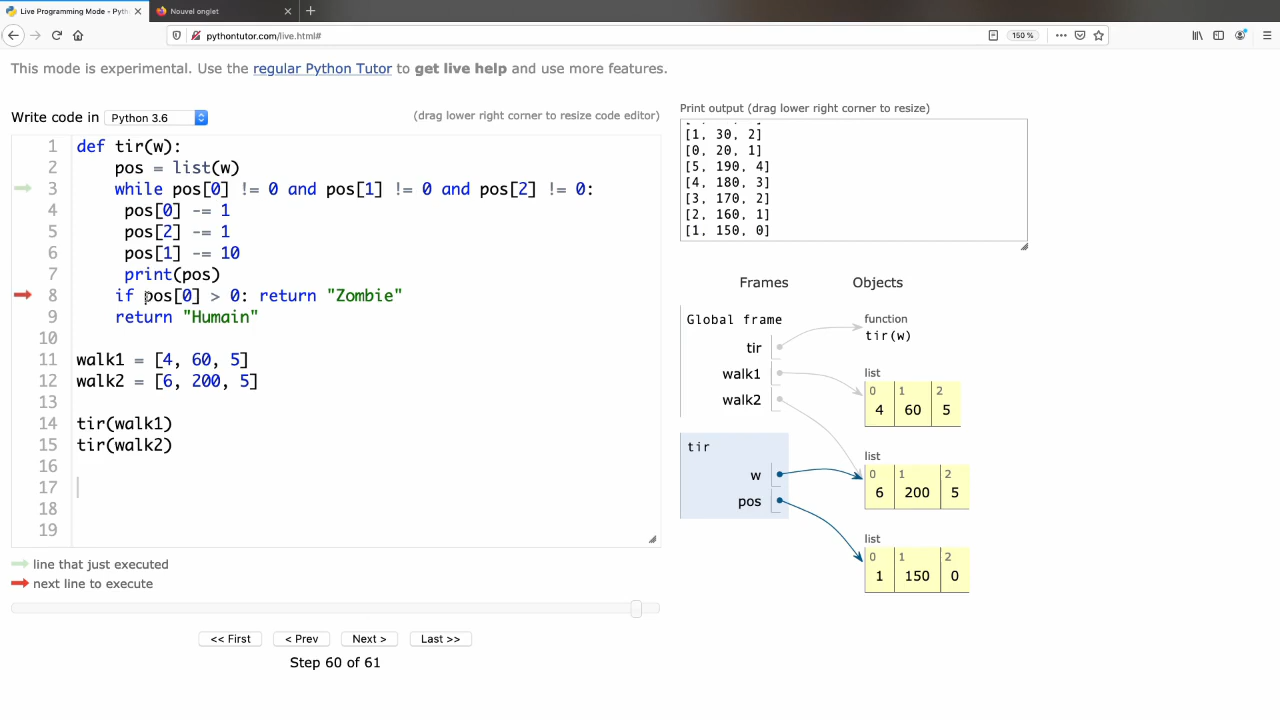 Live Programming Mode - Pyth
Nouvel onglet
pythontutor.com/live.html#
150 %
This mode is experimental. Use the regular Python Tutor to get live help and use more features.
Write code in Python 3.6
(drag lower right corner to resize code editor)
1 def tir(w):
2 pos = list(w)
3 while pos[0] != 0 and pos[1] != 0 and pos[2] != 0:
4 pos[0] -= 1
5 pos[2] -= 1
6 pos[1] -= 10
7 print(pos)
8 if pos[0] > 0: return "Zombie"
9 return "Humain"
10
11 walk1 = [4, 60, 5]
12 walk2 = [6, 200, 5]
13
14 tir(walk1)
15 tir(walk2)
16
17
18
19
line that just executed
next line to execute
<< First
< Prev
Next >
Last >>
Step 60 of 61
Print output (drag lower right corner to resize)
[1, 30, 2]
[0, 20, 1]
[5, 190, 4]
[4, 180, 3]
[3, 170, 2]
[2, 160, 1]
[1, 150, 0]
Frames
Objects
Global frame
tir
walk1
walk2
function
tir(w)
list
0 1 2
4 60 5
tir
w
pos
list
0 1 2
6 200 5
list
0 1 2
1 150 0